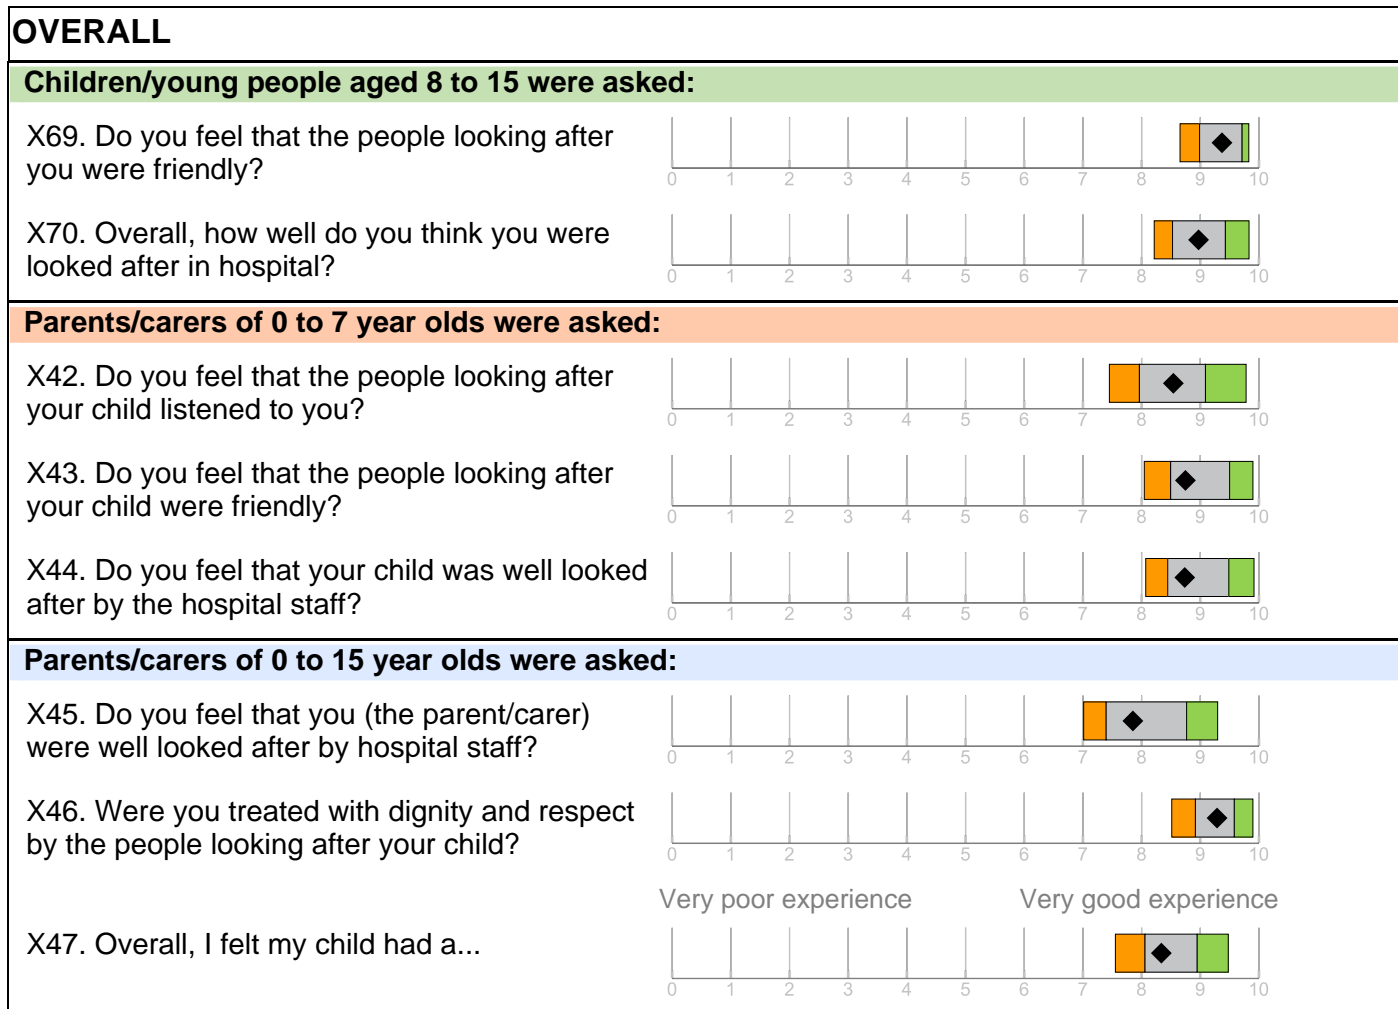 OVERALL
Children/young people aged 8 to 15 were asked:
X69. Do you feel that the people looking after
you were friendly?
0 1 2 3 4 5 6 7 8 9 10
X70. Overall, how well do you think you were
looked after in hospital?
0 1 2 3 4 5 6 7 8 9 10
Parents/carers of 0 to 7 year olds were asked:
X42. Do you feel that the people looking after
your child listened to you?
0 1 2 3 4 5 6 7 8 9 10
X43. Do you feel that the people looking after
your child were friendly?
0 1 2 3 4 5 6 7 8 9 10
X44. Do you feel that your child was well looked
after by the hospital staff?
0 1 2 3 4 5 6 7 8 9 10
Parents/carers of 0 to 15 year olds were asked:
X45. Do you feel that you (the parent/carer)
were well looked after by hospital staff?
0 1 2 3 4 5 6 7 8 9 10
X46. Were you treated with dignity and respect
by the people looking after your child?
0 1 2 3 4 5 6 7 8 9 10
Very poor experience Very good experience
X47. Overall, I felt my child had a...
0 1 2 3 4 5 6 7 8 9 10